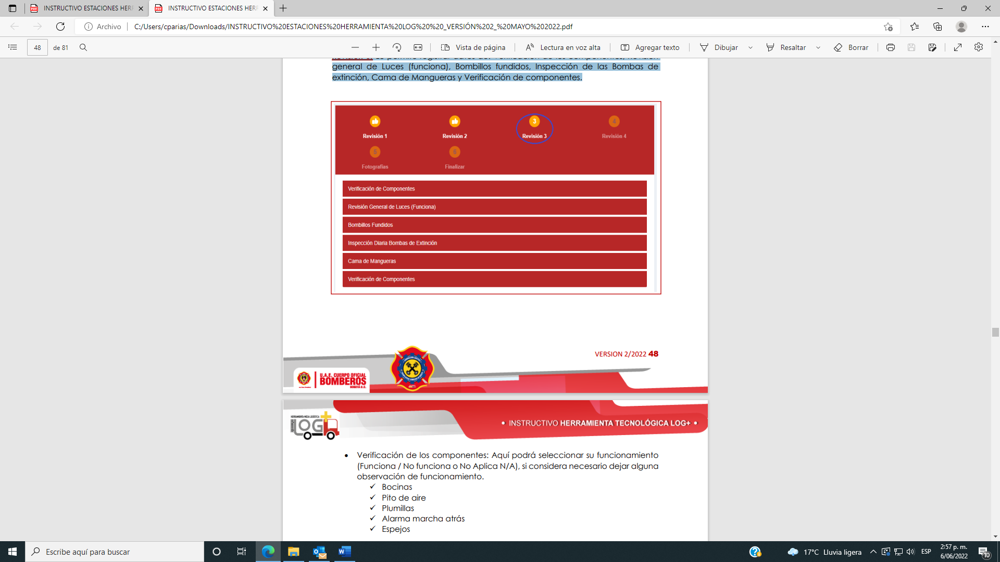 INSTRUCTIVO ESTACIONES HERR
INSTRUCTIVO ESTACIONES HERR
Archivo
C:/Users/cparias/Downloads/INSTRUCTIVO%20ESTACIONES%20HERRAMIENTA%20LOG%20%20_VERSIÓN%202_%20MAYO%202022.pdf
48 de 81
Vista de página
Lectura en voz alta
Agregar texto
Dibujar
Resaltar
Borrar
general de Luces (funciona), Bombillos fundidos, Inspección de las Bombas de
extinción, Cama de Mangueras y Verificación de componentes.
3 4
Revisión 1 Revisión 2 Revisión 3 Revisión 4
5 6
Fotografías Finalizar
Verificación de Componentes
Revisión General de Luces (Funciona)
Bombillos Fundidos
Inspección Diaria Bombas de Extinción
Cama de Mangueras
Verificación de Componentes
VERSION 2/2022 48
U.A.E. CUERPO OFICIAL
BOMBEROS
BOGOTÁ D.C.
HERRAMIENTA MESA LOGÍSTICA
LOG
• INSTRUCTIVO HERRAMIENTA TECNOLÓGICA LOG+ •
• Verificación de los componentes: Aquí podrá seleccionar su funcionamiento
(Funciona / No funciona o No Aplica N/A), si considera necesario dejar alguna
observación de funcionamiento.
✓ Bocinas
✓ Pito de aire
✓ Plumillas
✓ Alarma marcha atrás
✓ Espejos
Escribe aquí para buscar
17°C Lluvia ligera
ESP
2:57 p. m.
6/06/2022
10